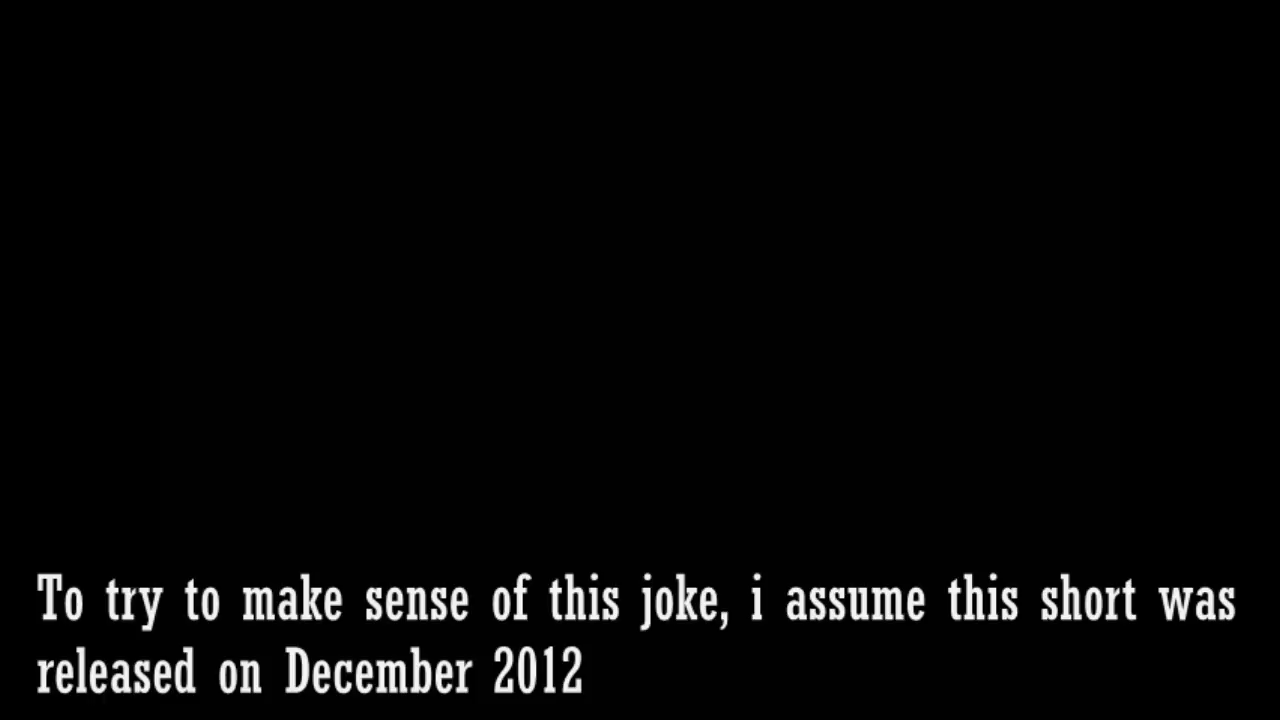 To try to make sense of this joke, i assume this short was
released on December 2012